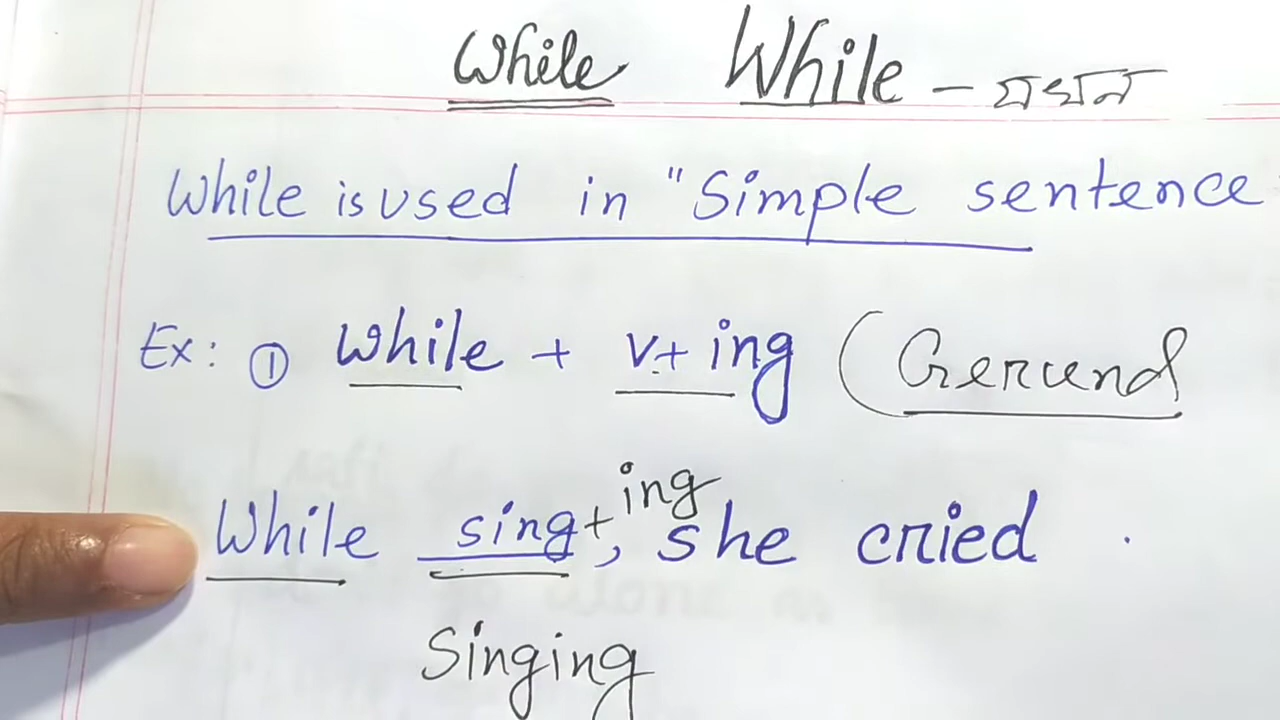 While While - যখন
While is used in "Simple sentence"
Ex: ① While + v+ing (Gerund
While sing+ing, she cried.
Singing